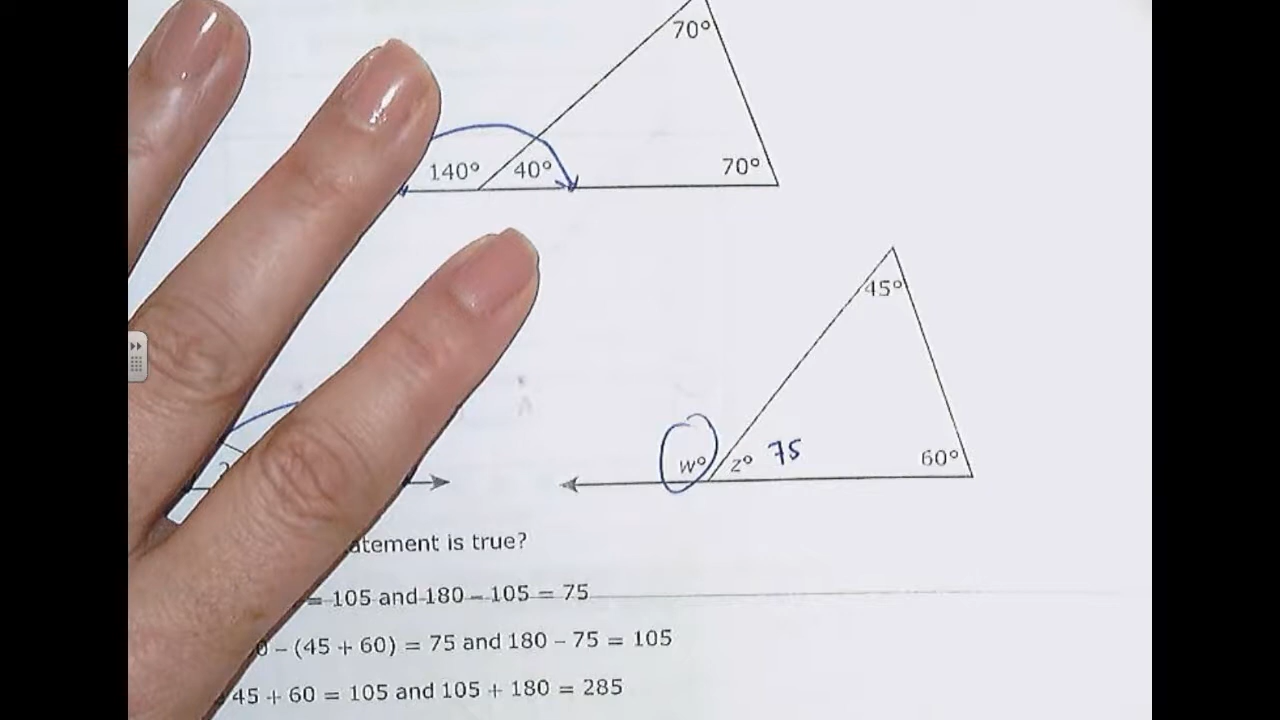 70°
140° 40° 70°
45°
w° z° 75 60°
2
atement is true?
= 105 and 180 – 105 = 75
0 – (45 + 60) = 75 and 180 – 75 = 105
45 + 60 = 105 and 105 + 180 = 285